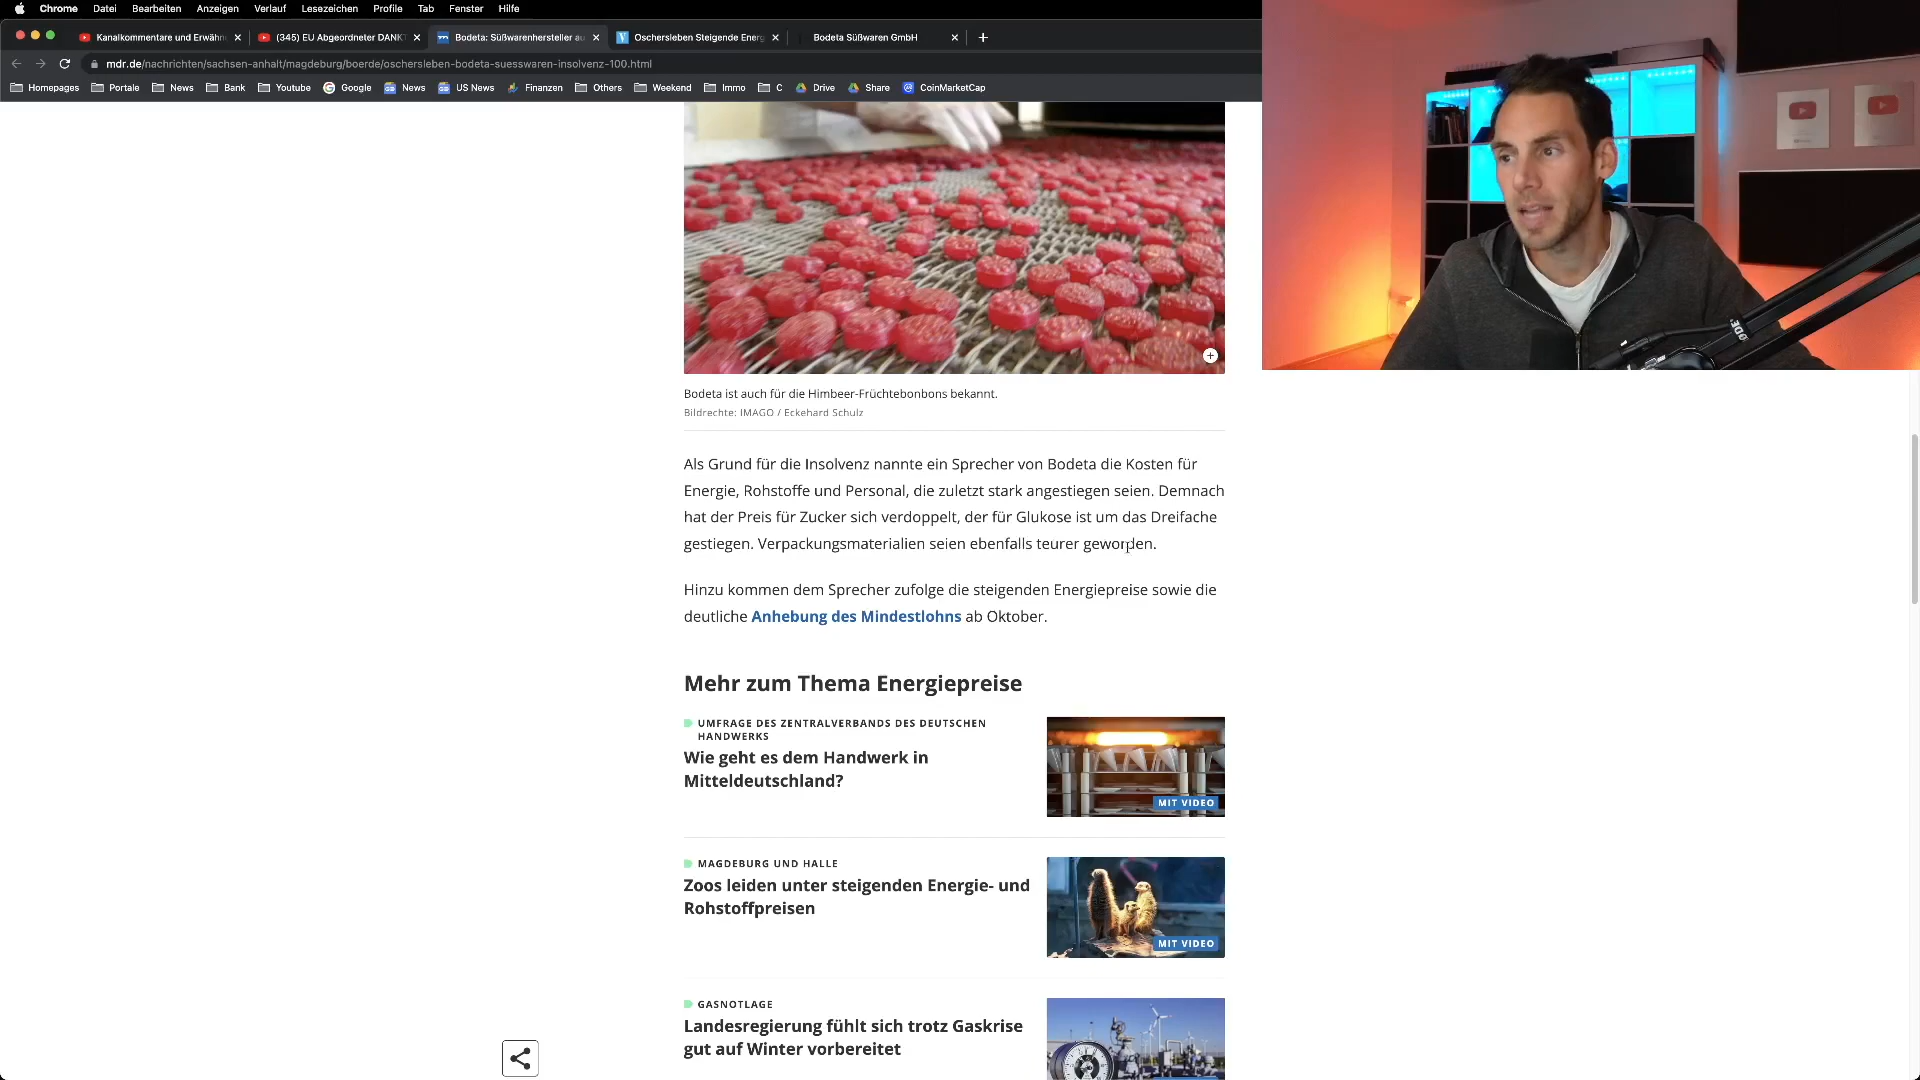 Chrome Datei Bearbeiten Anzeigen Verlauf Lesezeichen Profile Tab Fenster Hilfe
Kanalkommentare und Erwähn (345) EU Abgeordneter DANKT Bodeta: Süßwarenhersteller au Oschersleben Steigende Energ Bodeta Süßwaren GmbH
mdr.de/nachrichten/sachsen-anhalt/magdeburg/boerde/oschersleben-bodeta-suesswaren-insolvenz-100.html
Homepages Portale News Bank Youtube Google News US News Finanzen Others Weekend Immo C Drive Share CoinMarketCap
Bodeta ist auch für die Himbeer-Früchtebonbons bekannt.
Bildrechte: IMAGO / Eckehard Schulz
Als Grund für die Insolvenz nannte ein Sprecher von Bodeta die Kosten für
Energie, Rohstoffe und Personal, die zuletzt stark angestiegen seien. Demnach
hat der Preis für Zucker sich verdoppelt, der für Glukose ist um das Dreifache
gestiegen. Verpackungsmaterialien seien ebenfalls teurer geworden.
Hinzu kommen dem Sprecher zufolge die steigenden Energiepreise sowie die
deutliche Anhebung des Mindestlohns ab Oktober.
Mehr zum Thema Energiepreise
UMFRAGE DES ZENTRALVERBANDS DES DEUTSCHEN
HANDWERKS
Wie geht es dem Handwerk in
Mitteldeutschland?
MIT VIDEO
MAGDEBURG UND HALLE
Zoos leiden unter steigenden Energie- und
Rohstoffpreisen
MIT VIDEO
GASNOTLAGE
Landesregierung fühlt sich trotz Gaskrise
gut auf Winter vorbereitet
RØDE